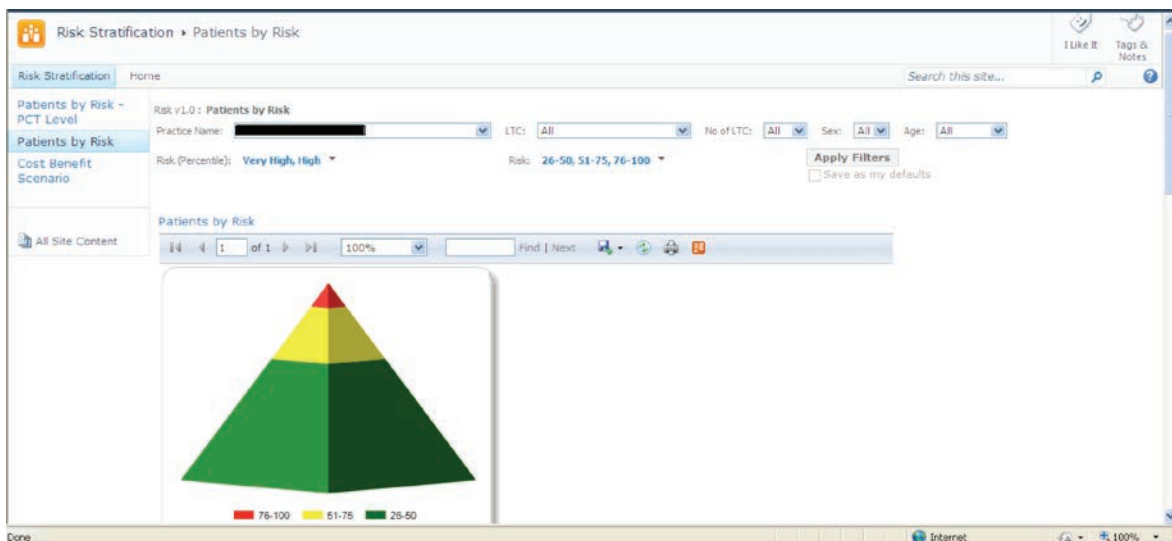 Risk Stratification ▸ Patients by Risk
I Like It
Tags & Notes
Risk Stratification Home
Search this site...
Patients by Risk - PCT Level
Patients by Risk
Cost Benefit Scenario
All Site Content
Risk v1.0 : Patients by Risk
Practice Name: LTC: All No of LTC: All Sex: All Age: All
Risk (Percentile): Very High, High Risk: 26-50, 51-75, 76-100 Apply Filters
Save as my defaults
Patients by Risk
1 of 1 100% Find | Next
76-100 51-75 26-50
Done Internet 100%